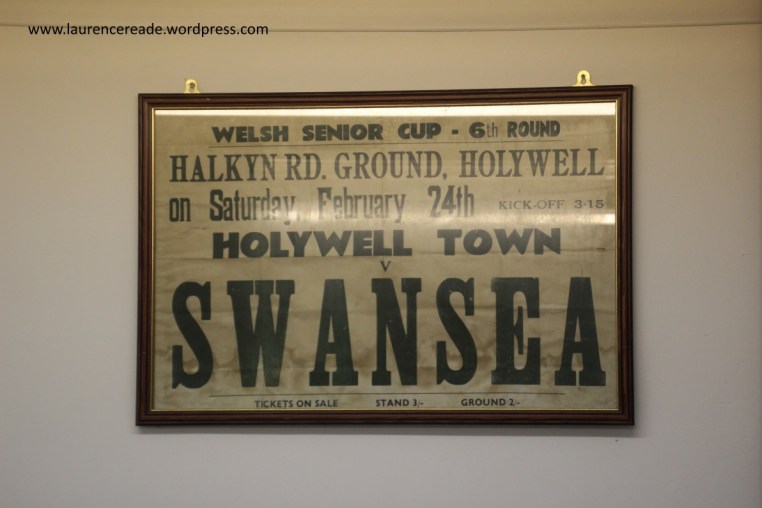 www.laurencereade.wordpress.com
WELSH SENIOR CUP - 6th ROUND
HALKYN RD. GROUND, HOLYWELL
on Saturday, February 24th KICK-OFF 3-15
HOLYWELL TOWN
V
SWANSEA
TICKETS ON SALE STAND 3/- GROUND 2/-